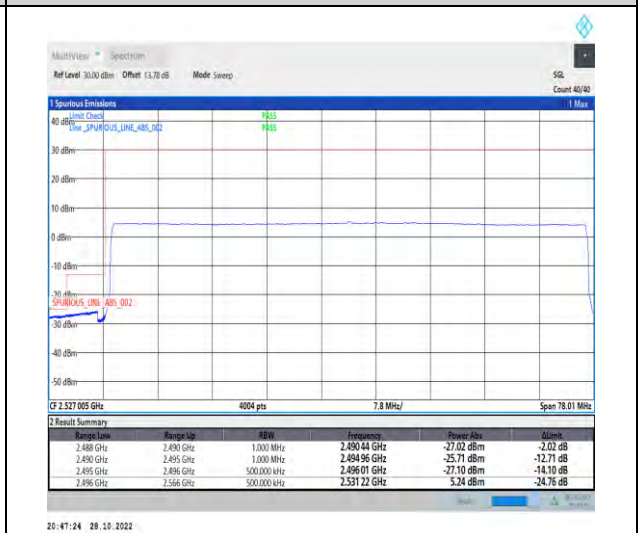 MultiView Spectrum
Ref Level 30.00 dBm Offset 13.78 dB Mode Sweep SGL
Count 40/40
1 Spurious Emissions 1 Max
40 dBm Limit Check PASS
Line _SPURIOUS_LINE_ABS_002 PASS
30 dBm
20 dBm
10 dBm
0 dBm
-10 dBm
-20 dBm
_SPURIOUS_LINE_ABS_002
-30 dBm
-40 dBm
-50 dBm
CF 2.527 005 GHz 4004 pts 7.8 MHz/ Span 78.01 MHz
2 Result Summary
Range Low Range Up RBW Frequency Power Abs ΔLimit
2.488 GHz 2.490 GHz 1.000 MHz 2.490 44 GHz -27.02 dBm -2.02 dB
2.490 GHz 2.495 GHz 1.000 MHz 2.494 96 GHz -25.71 dBm -12.71 dB
2.495 GHz 2.496 GHz 500.000 kHz 2.496 01 GHz -27.10 dBm -14.10 dB
2.496 GHz 2.566 GHz 500.000 kHz 2.531 22 GHz 5.24 dBm -24.76 dB
Ready
20:47:24 28.10.2022